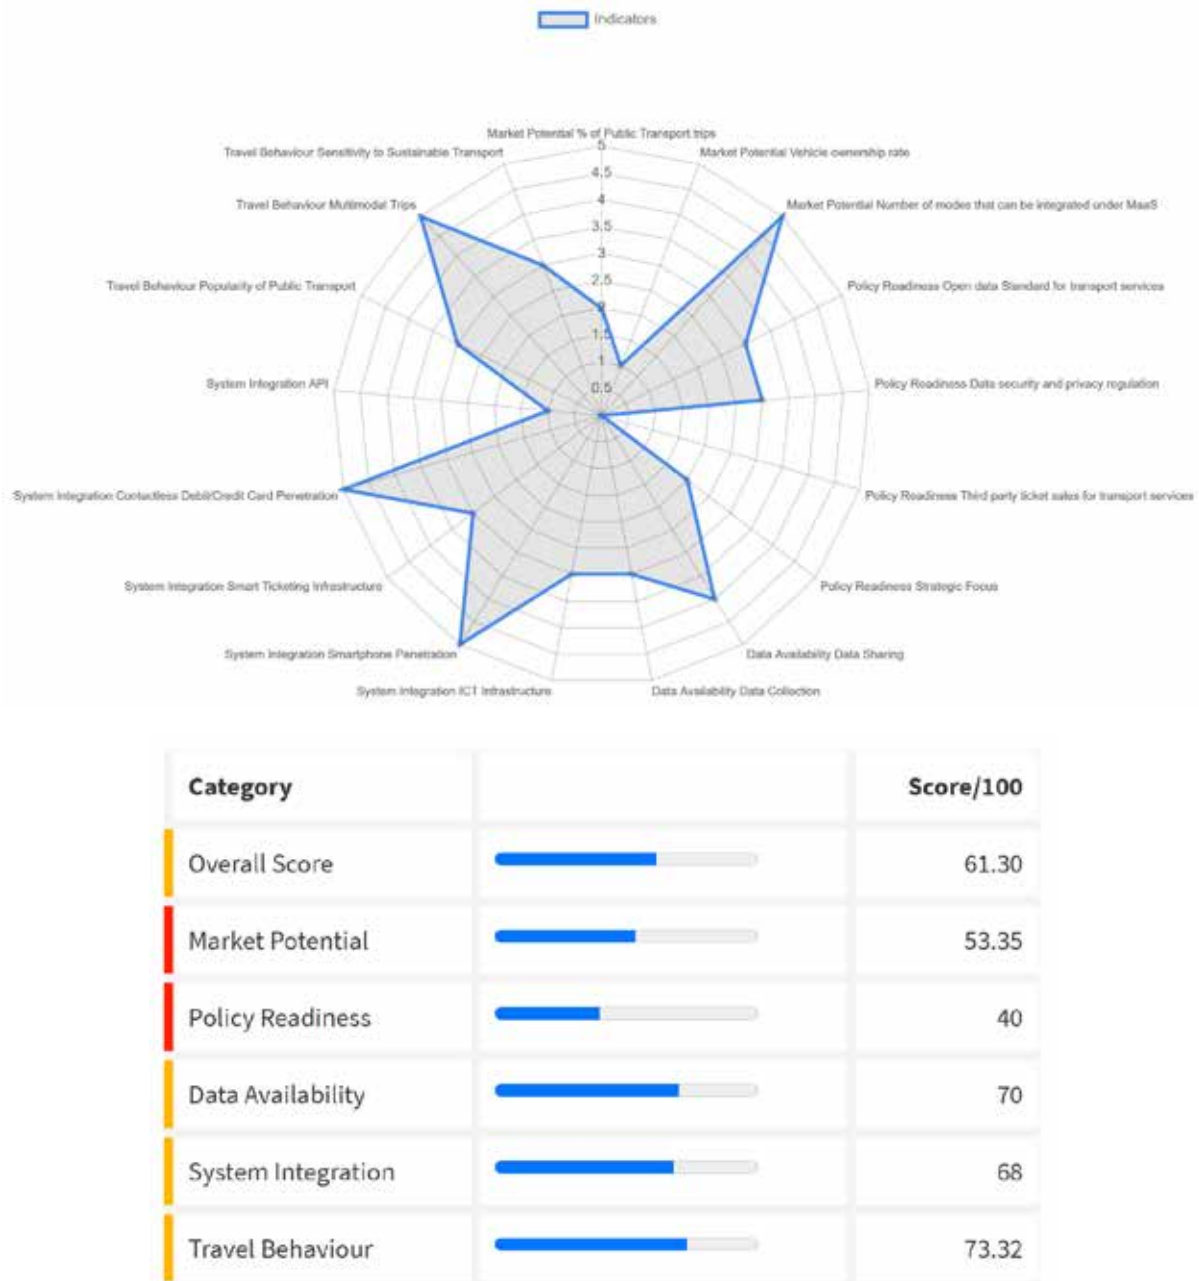 Indicators
Market Potential % of Public Transport trips
Travel Behaviour Sensitivity to Sustainable Transport
Market Potential Vehicle ownership rate
Travel Behaviour Multimodal Trips
Market Potential Number of modes that can be integrated under MaaS
Travel Behaviour Popularity of Public Transport
Policy Readiness Open data Standard for transport services
System Integration API
Policy Readiness Data security and privacy regulation
System Integration Contactless Debit/Credit Card Penetration
Policy Readiness Third party ticket sales for transport services
System Integration Smart Ticketing Infrastructure
Policy Readiness Strategic Focus
System Integration Smartphone Penetration
Data Availability Data Sharing
System Integration ICT Infrastructure
Data Availability Data Collection
5
4.5
4
3.5
3
2.5
2
1.5
1
0.5
Category Score/100
Overall Score 61.30
Market Potential 53.35
Policy Readiness 40
Data Availability 70
System Integration 68
Travel Behaviour 73.32